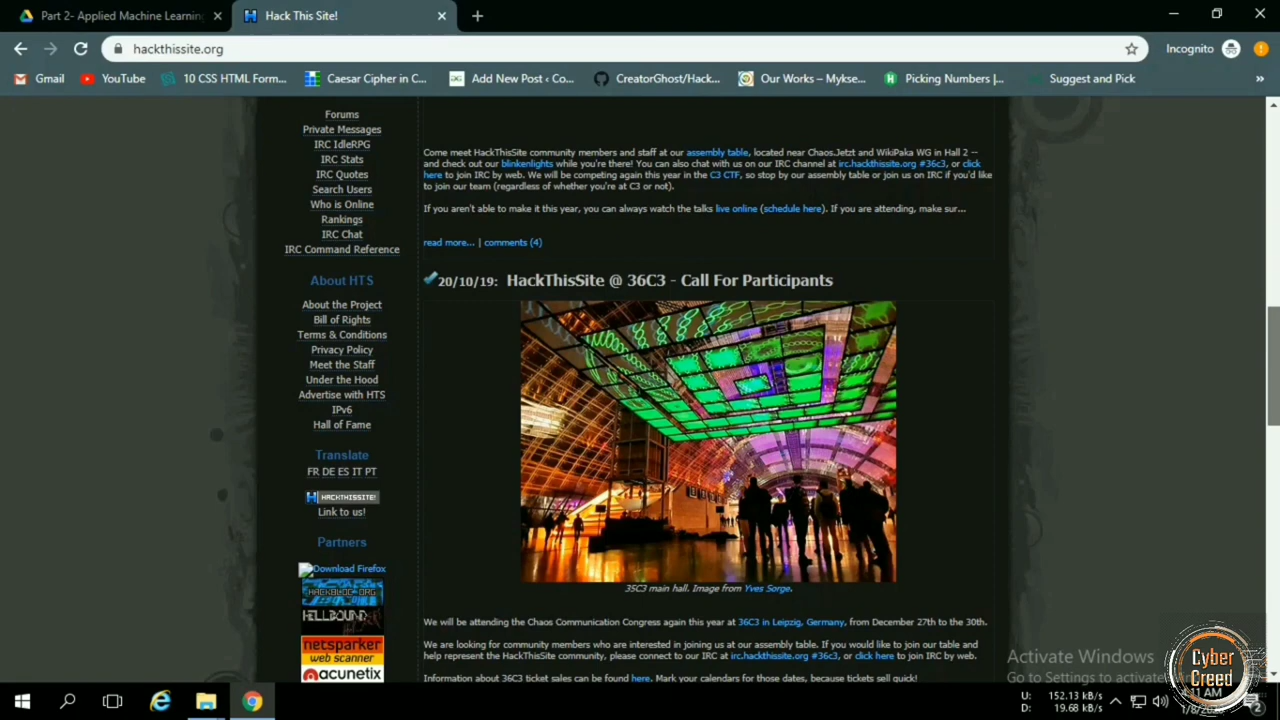 Part 2- Applied Machine Learning
Hack This Site!
hackthissite.org
Incognito
Gmail
YouTube
10 CSS HTML Form...
Caesar Cipher in C...
Add New Post ‹ Co...
CreatorGhost/Hack...
Our Works – Mykse...
Picking Numbers |...
Suggest and Pick
»
Forums
Private Messages
IRC IdleRPG
IRC Stats
IRC Quotes
Search Users
Who is Online
Rankings
IRC Chat
IRC Command Reference
About HTS
About the Project
Bill of Rights
Terms & Conditions
Privacy Policy
Meet the Staff
Under the Hood
Advertise with HTS
IPv6
Hall of Fame
Translate
FR DE ES IT PT
HACKTHISSITE!
Link to us!
Partners
Download Firefox
HACKBLOC.ORG
HELLBOUND
netsparker
web scanner
acunetix
Come meet HackThisSite community members and staff at our assembly table, located near Chaos.Jetzt and WikiPaka WG in Hall 2 —
and check out our blinkenlights while you're there! You can also chat with us on our IRC channel at irc.hackthissite.org #36c3, or click
here to join IRC by web. We will be competing again this year in the C3 CTF, so stop by our assembly table or join us on IRC if you'd like
to join our team (regardless of whether you're at C3 or not).
If you aren't able to make it this year, you can always watch the talks live online (schedule here). If you are attending, make sur...
read more... | comments (4)
20/10/19: HackThisSite @ 36C3 - Call For Participants
35C3 main hall. Image from Yves Sorge.
We will be attending the Chaos Communication Congress again this year at 36C3 in Leipzig, Germany, from December 27th to the 30th.
We are looking for community members who are interested in joining us at our assembly table. If you would like to join our table and
help represent the HackThisSite community, please connect to our IRC at irc.hackthissite.org #36c3, or click here to join IRC by web.
Information about 36C3 ticket sales can be found here. Mark your calendars for those dates, because tickets sell quick!
Activate Windows
Go to Settings to activate
Cyber
Creed
U: 152.13 kB/s
D: 19.68 kB/s
:11 AM
2